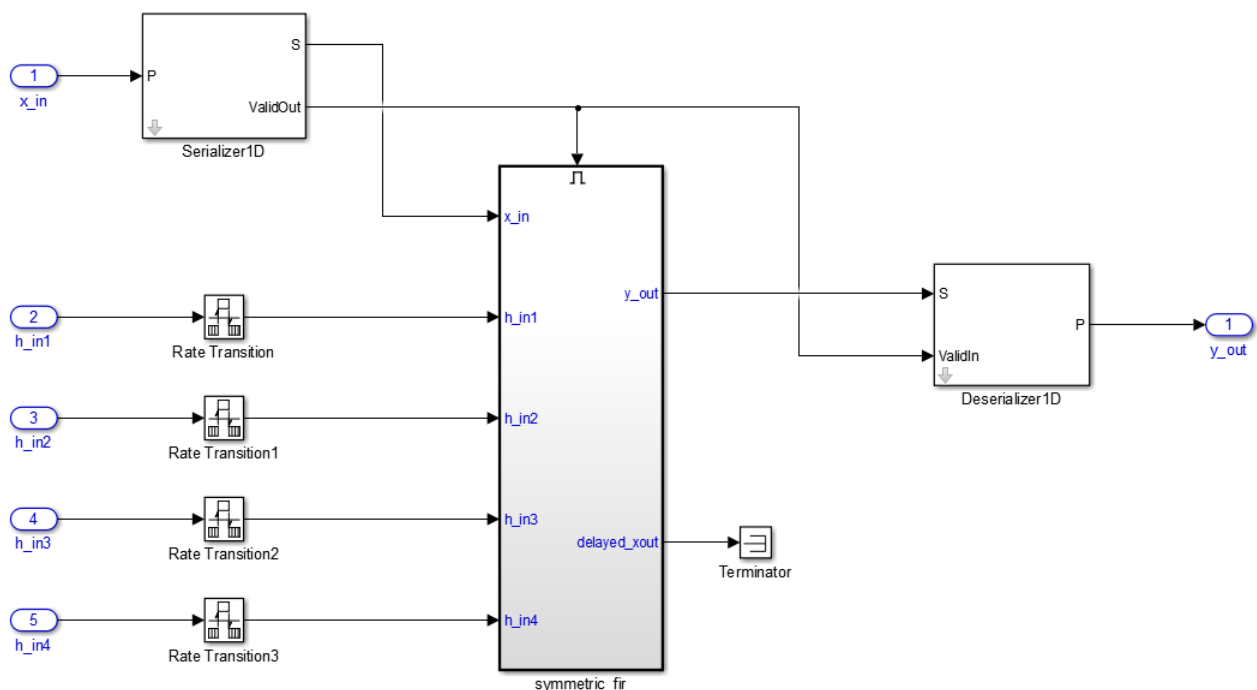 1
x_in
P
S
ValidOut
Serializer1D
x_in
2
h_in1
Rate Transition
h_in1
3
h_in2
Rate Transition1
h_in2
4
h_in3
Rate Transition2
h_in3
5
h_in4
Rate Transition3
h_in4
y_out
delayed_xout
symmetric_fir
Terminator
S
ValidIn
P
Deserializer1D
1
y_out